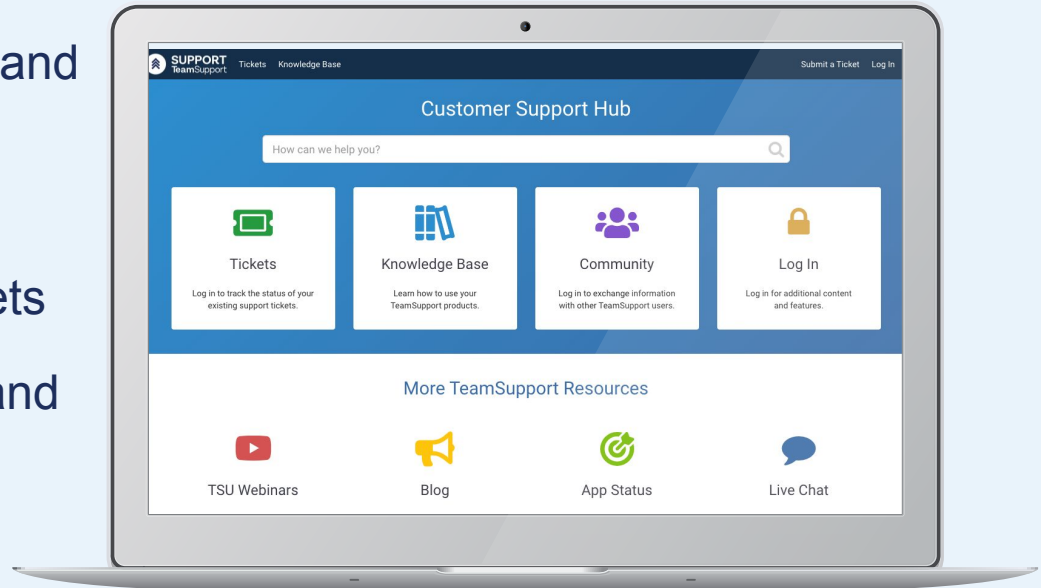 and
ets
and
SUPPORT
TeamSupport
Tickets Knowledge Base
Submit a Ticket Log In
Customer Support Hub
How can we help you?
Tickets
Log in to track the status of your
existing support tickets.
Knowledge Base
Learn how to use your
TeamSupport products.
Community
Log in to exchange information
with other TeamSupport users.
Log In
Log in for additional content
and features.
More TeamSupport Resources
TSU Webinars
Blog
App Status
Live Chat